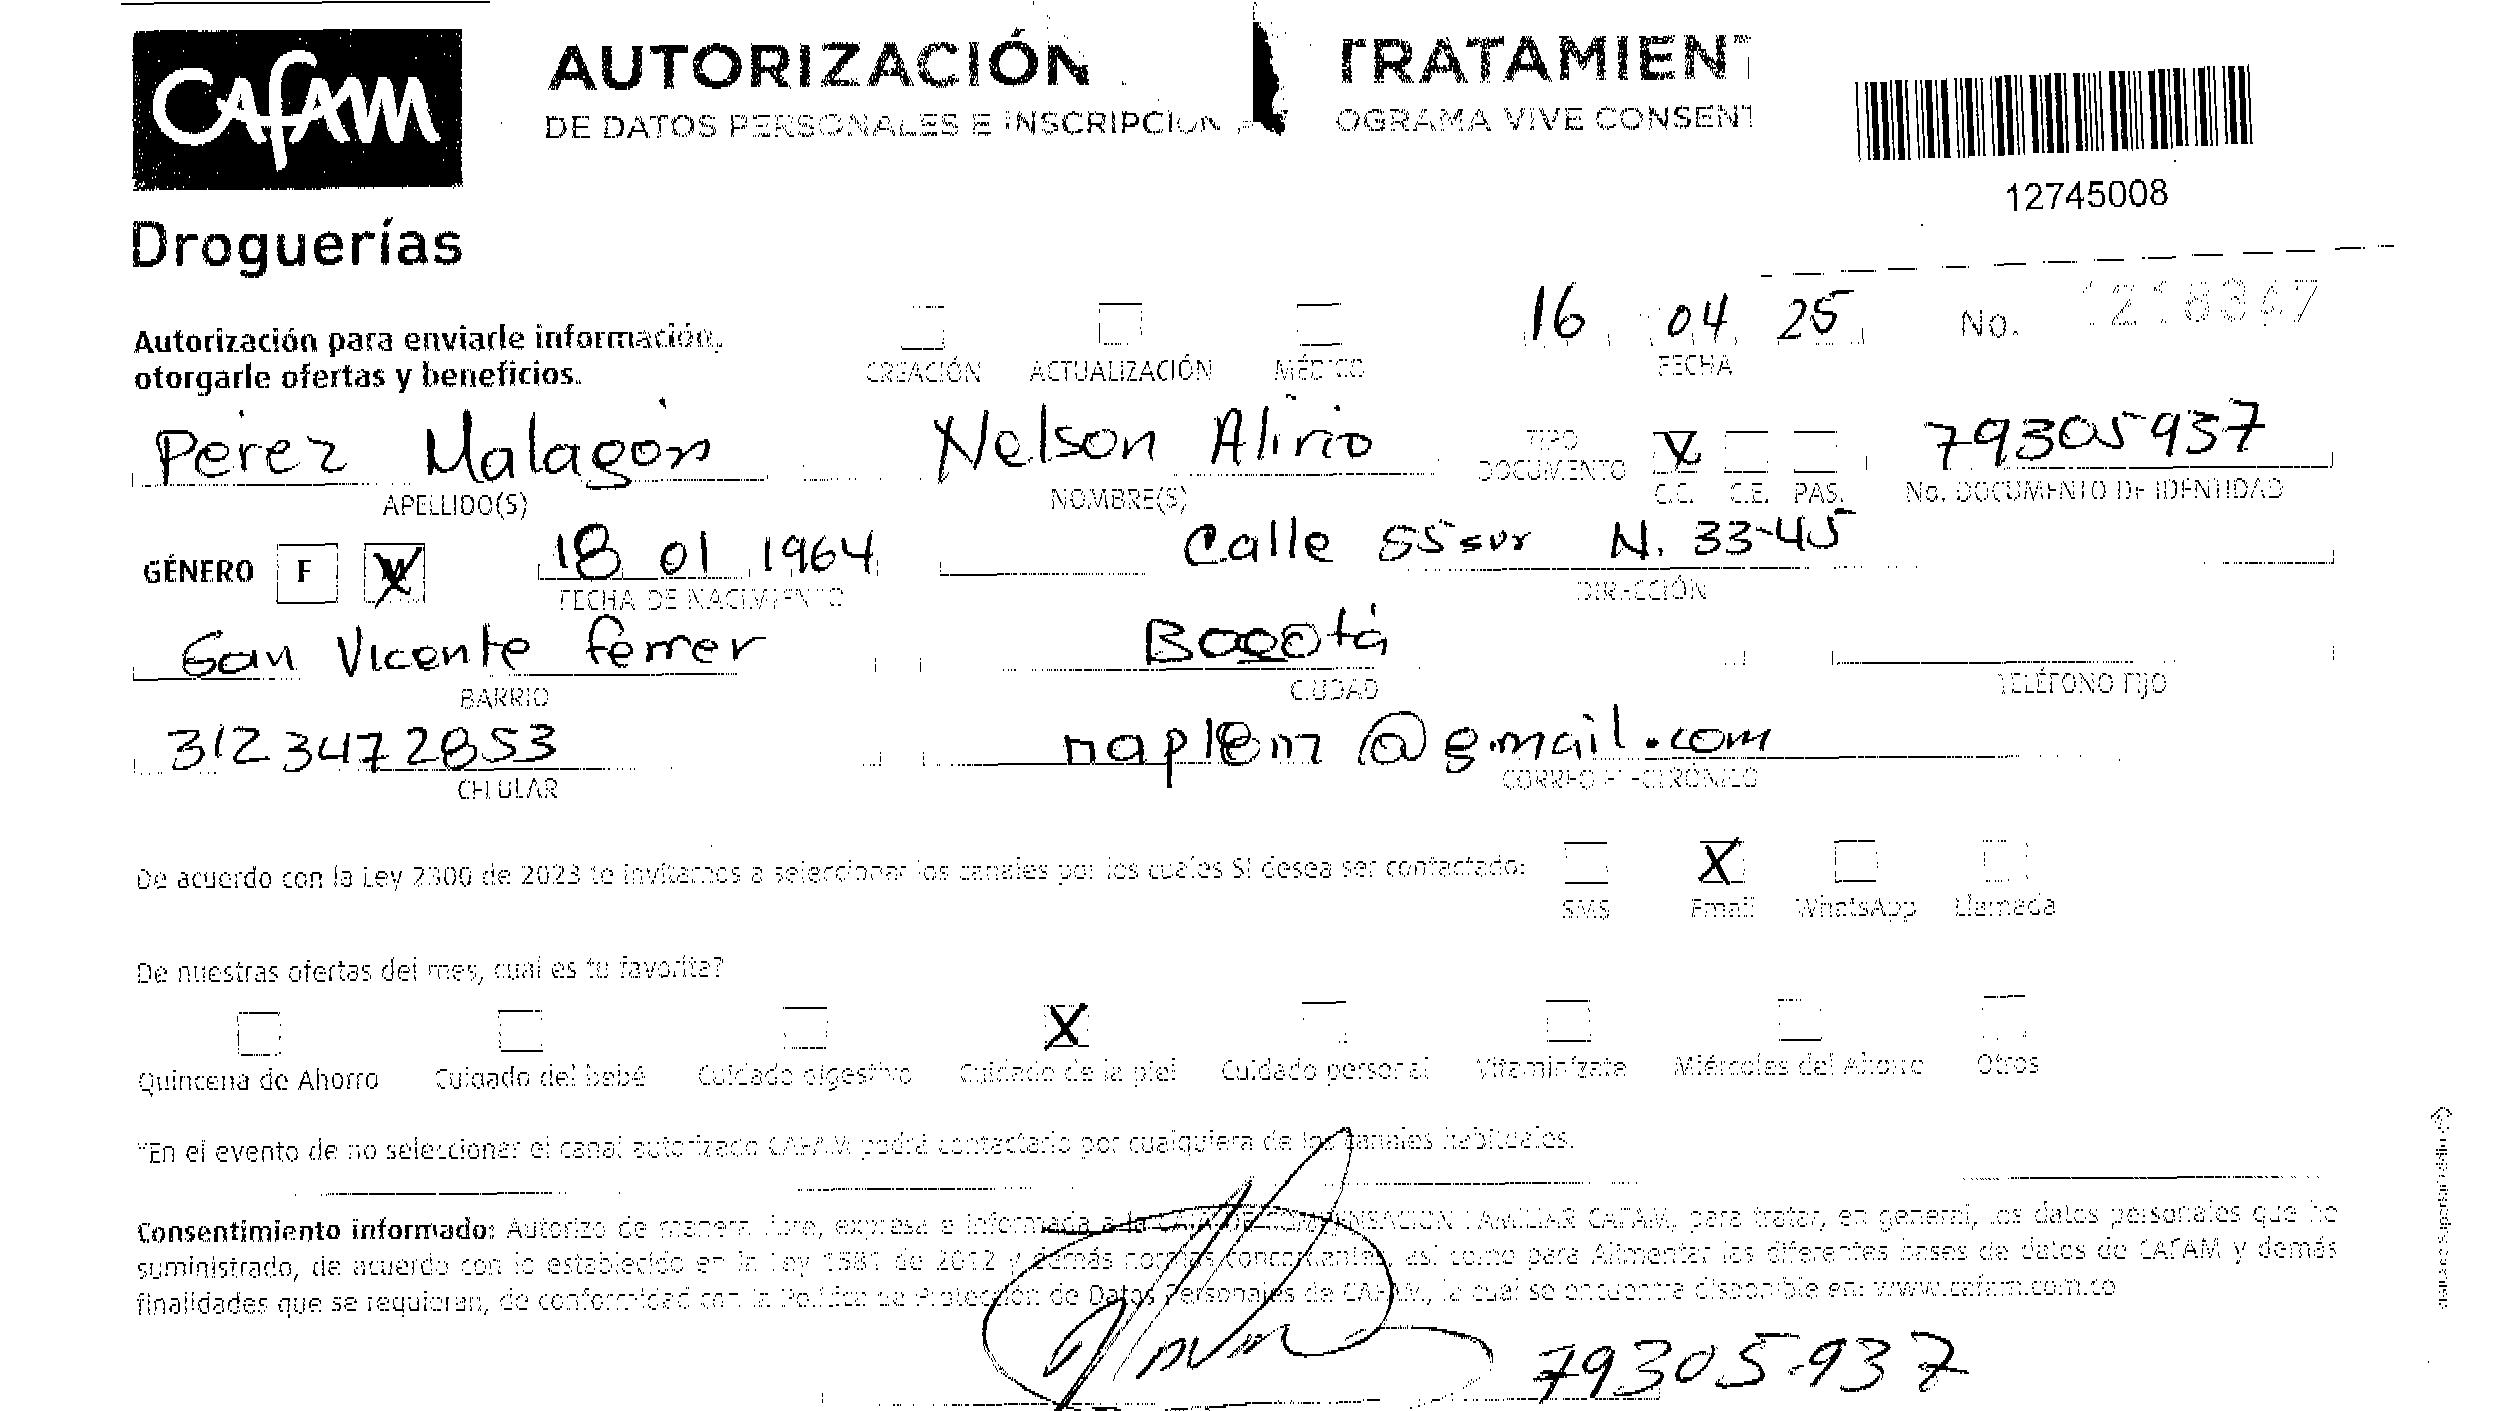 CAFAM AUTORIZACIÓN TRATAMIENT
DE DATOS PERSONALES E INSCRIPCIÓN OGRAMA VIVE CONSENT
12745008
Droguerías
Autorización para enviarle información,
otorgarle ofertas y beneficios.
CREACIÓN ACTUALIZACIÓN MÉDICO
16 04 25
FECHA
No. 1218347
Perez Malagón Nelson Alirio
APELLIDO(S) NOMBRE(S)
TIPO DOCUMENTO X C.C. C.E. PAS.
79305937
No. DOCUMENTO DE IDENTIDAD
GÉNERO F M X 18 01 1964 Calle 55 sur N. 33-45
FECHA DE NACIMIENTO DIRECCIÓN
San Vicente ferrer Bogotá
BARRIO CIUDAD TELÉFONO FIJO
312 3472853 nap18m@gmail.com
CELULAR CORREO ELECTRÓNICO
De acuerdo con la Ley 2300 de 2023 te invitamos a seleccionar los canales por los cuales SI desea ser contactado: X
SMS Email WhatsApp Llamada
De nuestras ofertas del mes, cual es tu favorita?
X
Quincena de Ahorro Cuidado del bebé Cuidado digestivo Cuidado de la piel Cuidado personal Vitamínizate Miércoles del Ahorro Otros
*En el evento de no seleccionar el canal autorizado CAFAM podrá contactarlo por cualquiera de los canales habituales.
Consentimiento informado: Autorizo de manera libre, expresa e informada a la CAJA DE COMPENSACIÓN FAMILIAR CAFAM, para tratar, en general, los datos personales que he
suministrado, de acuerdo con lo establecido en la Ley 1581 de 2012 y demás normas concordantes, así como para Alimentar las diferentes bases de datos de CAFAM y demás
finalidades que se requieran, de conformidad con la Política de Protección de Datos Personales de CAFAM, la cual se encuentra disponible en: www.cafam.com.co
79305937